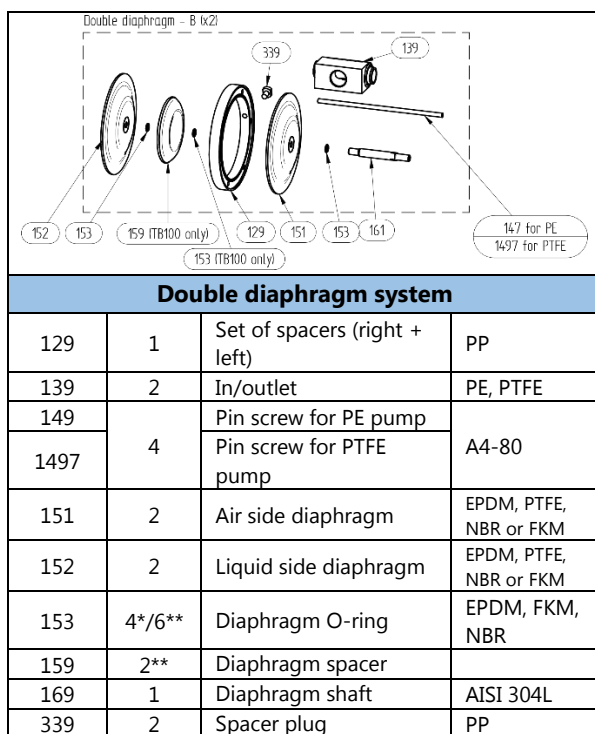 Double diaphragm - B (x2)
339
139
152
153
159 (TB100 only)
129
151
153
161
147 for PE
1497 for PTFE
153 (TB100 only)
Double diaphragm system
129 1 Set of spacers (right + left) PP
139 2 In/outlet PE, PTFE
149 4 Pin screw for PE pump A4-80
1497 Pin screw for PTFE pump
151 2 Air side diaphragm EPDM, PTFE, NBR or FKM
152 2 Liquid side diaphragm EPDM, PTFE, NBR or FKM
153 4*/6** Diaphragm O-ring EPDM, FKM, NBR
159 2** Diaphragm spacer
169 1 Diaphragm shaft AISI 304L
339 2 Spacer plug PP